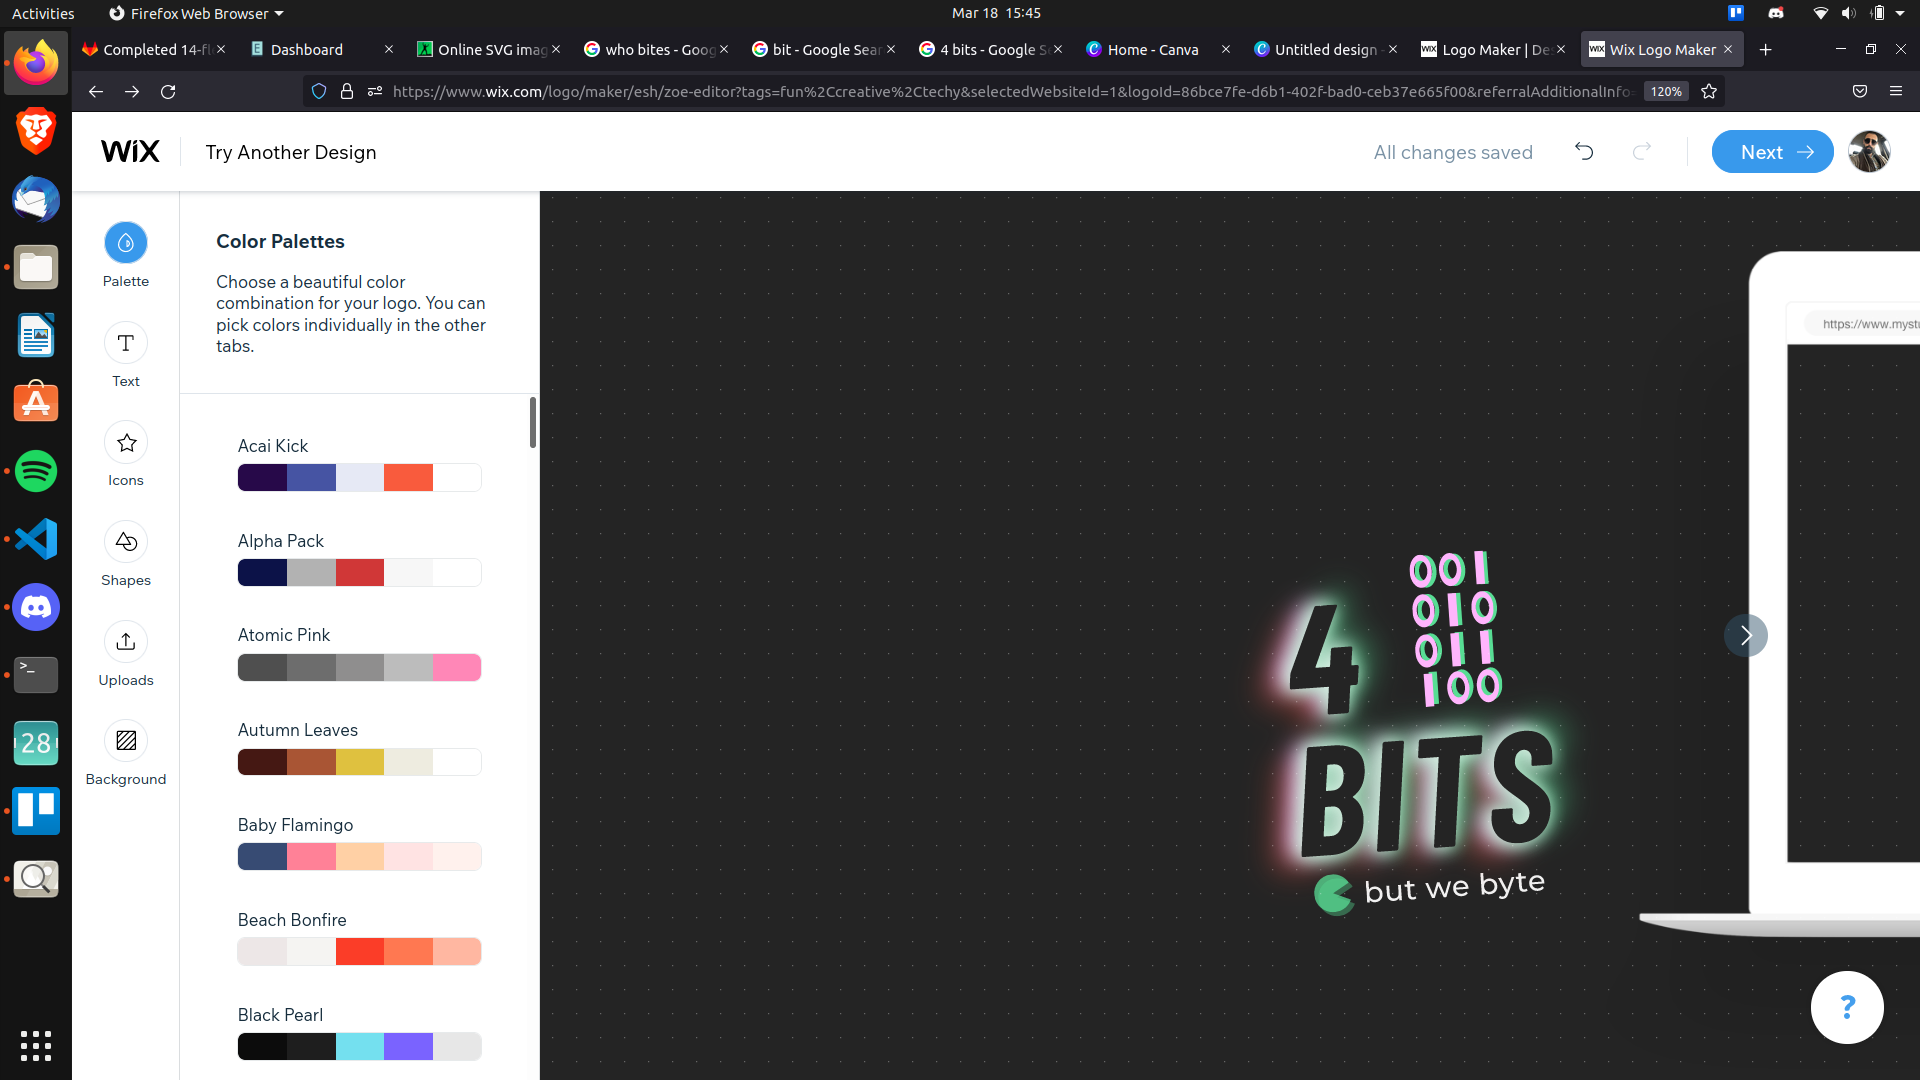 Activities
Firefox Web Browser
Mar 18 15:45
Completed 14-fl
Dashboard
Online SVG imag
who bites - Goog
bit - Google Sear
4 bits - Google S
Home - Canva
Untitled design -
Logo Maker | Des
Wix Logo Maker
https://www.wix.com/logo/maker/esh/zoe-editor?tags=fun%2Ccreative%2Ctechy&selectedWebsiteId=1&logoId=86bce7fe-d6b1-402f-bad0-ceb37e665f00&referralAdditionalInfo=
120%
WiX
Try Another Design
All changes saved
Next
Palette
Text
Icons
Shapes
Uploads
Background
Color Palettes
Choose a beautiful color
combination for your logo. You can
pick colors individually in the other
tabs.
Acai Kick
Alpha Pack
Atomic Pink
Autumn Leaves
Baby Flamingo
Beach Bonfire
Black Pearl
001
010
011
100
4
BITS
but we byte
https://www.mystu
?
28